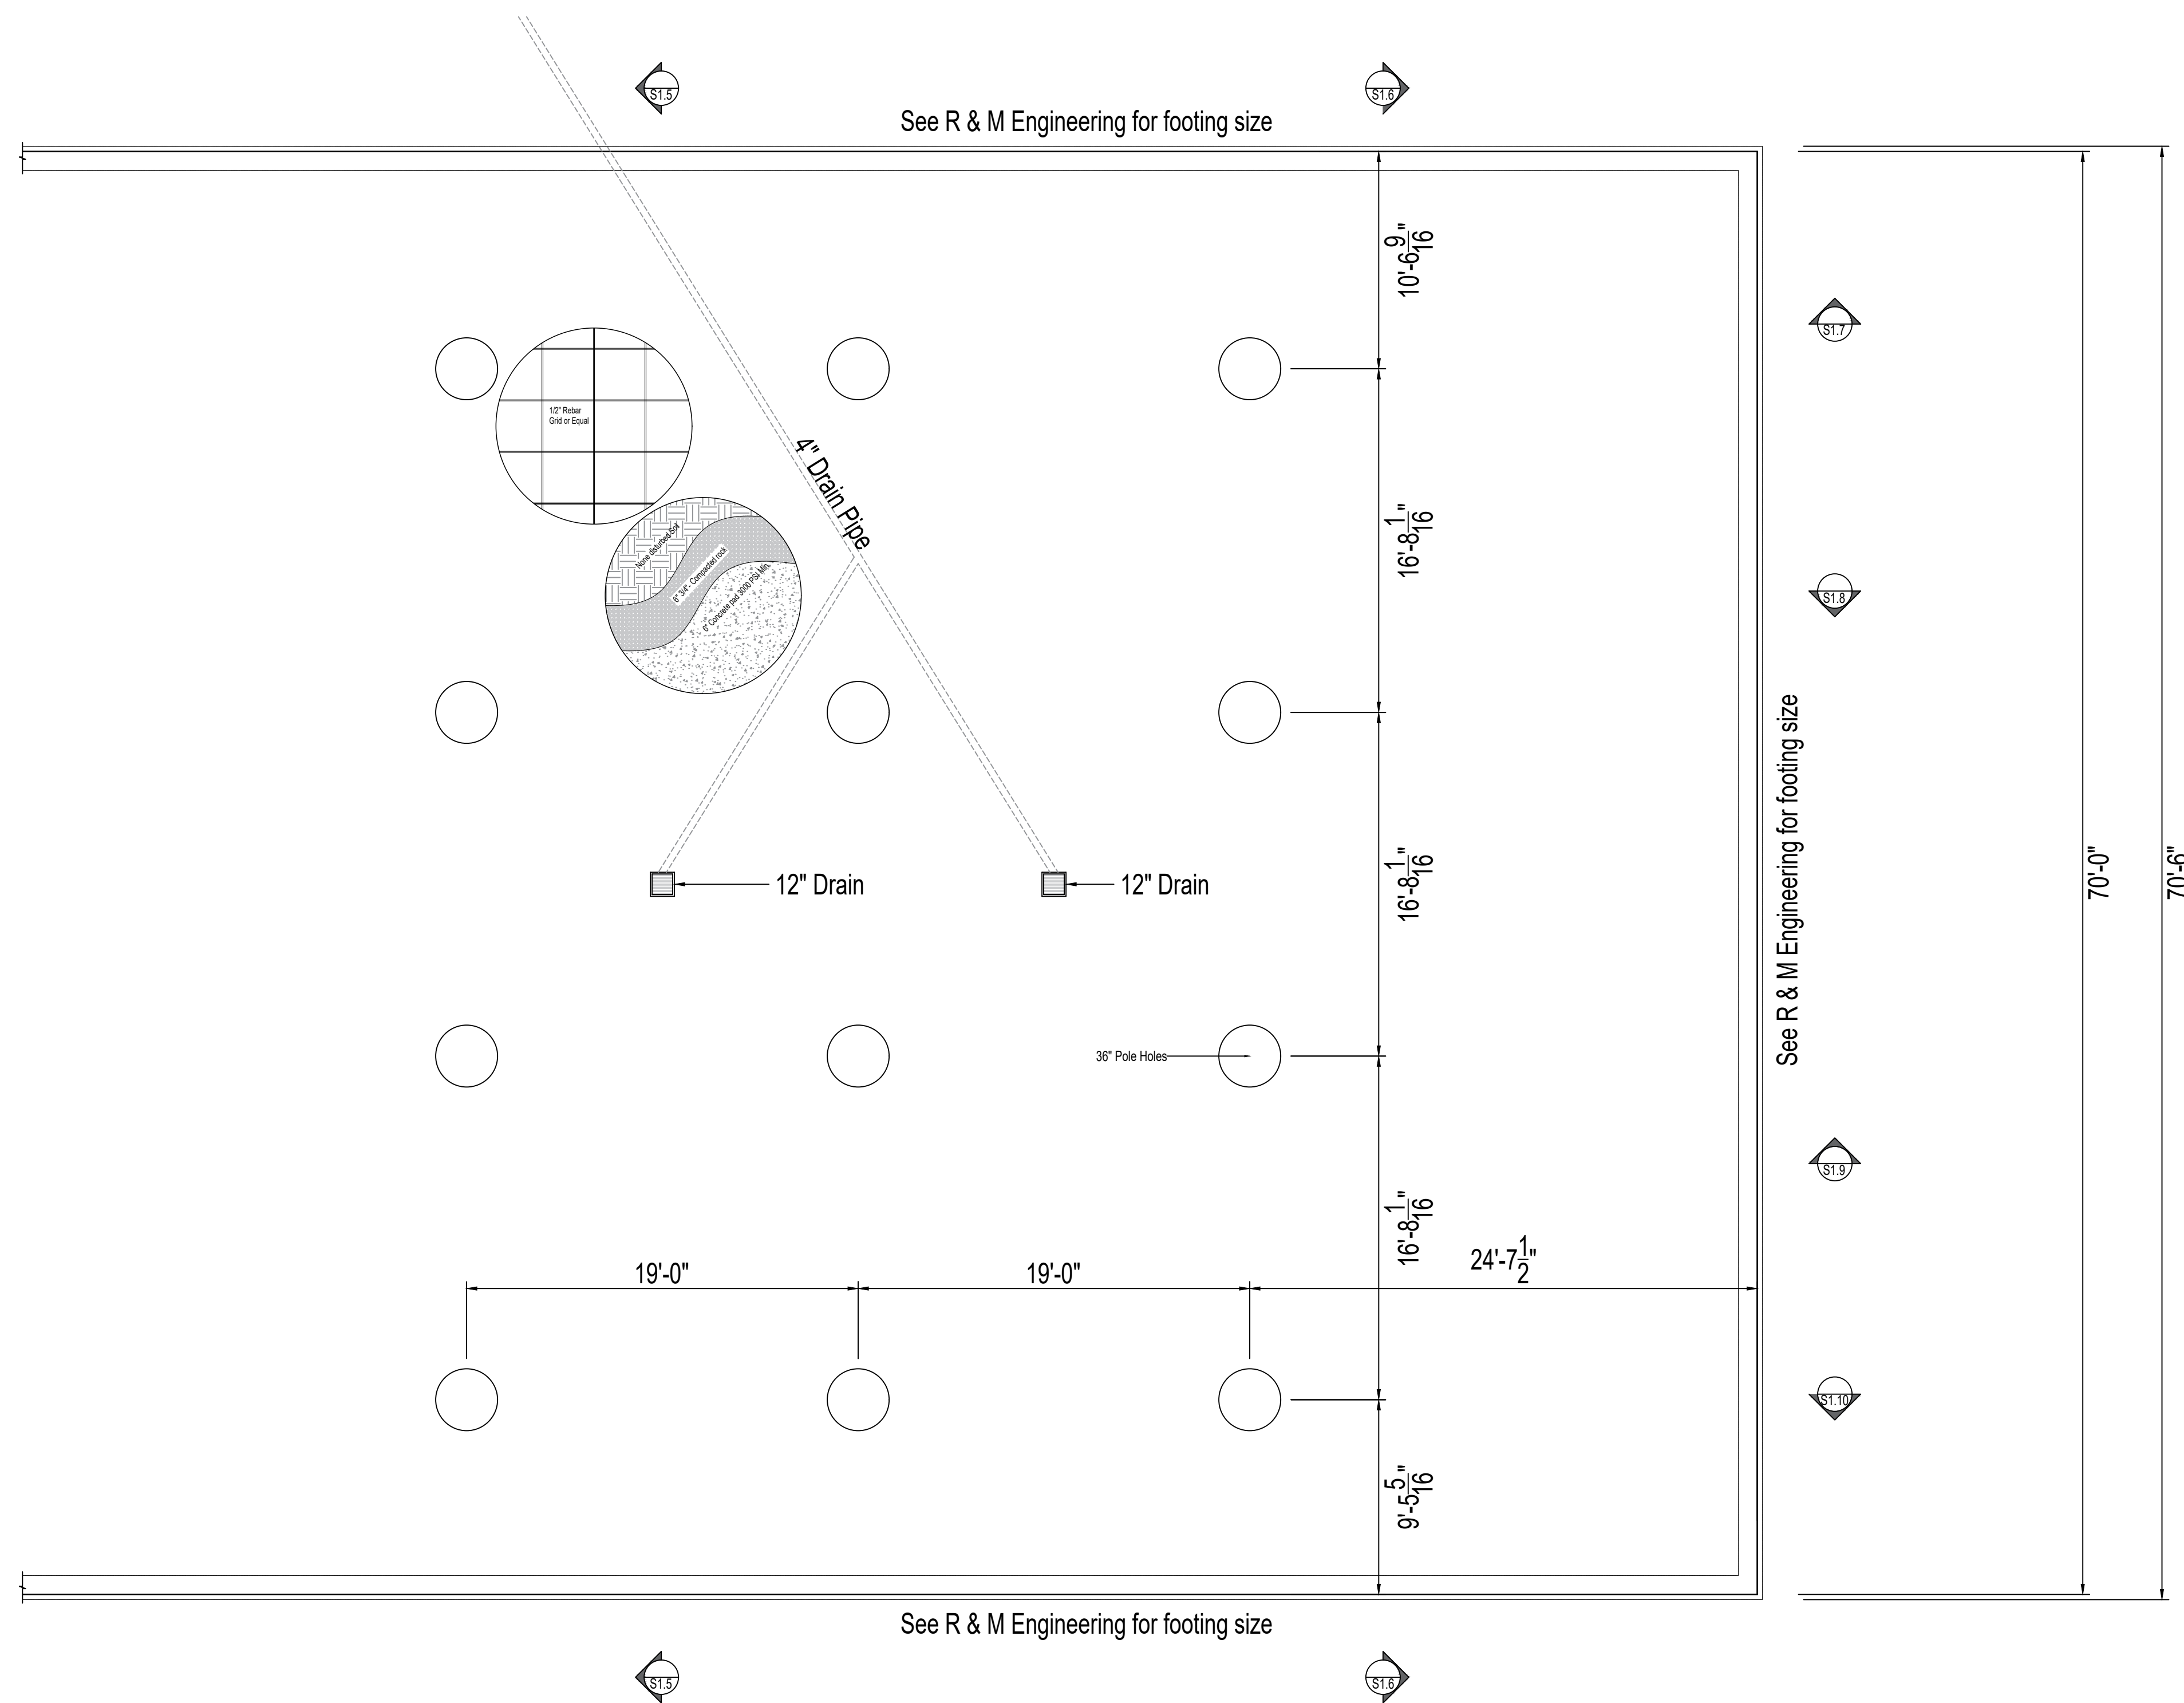 S1.5
S1.6
See R & M Engineering for footing size
10'-6 9/16"
S1.7
1/2" Rebar
Grid or Equal
4" Drain Pipe
16'-8 1/16"
None disturbed Soil
6" 3/4"- Compacted rock
6" Concrete pad 3000 PSI Min.
S1.8
See R & M Engineering for footing size
12" Drain
12" Drain
16'-8 1/16"
70'-0"
70'-6"
36" Pole Holes
S1.9
16'-8 1/16"
19'-0"
19'-0"
24'-7 1/2"
S1.10
9'-5 5/16"
See R & M Engineering for footing size
S1.5
S1.6